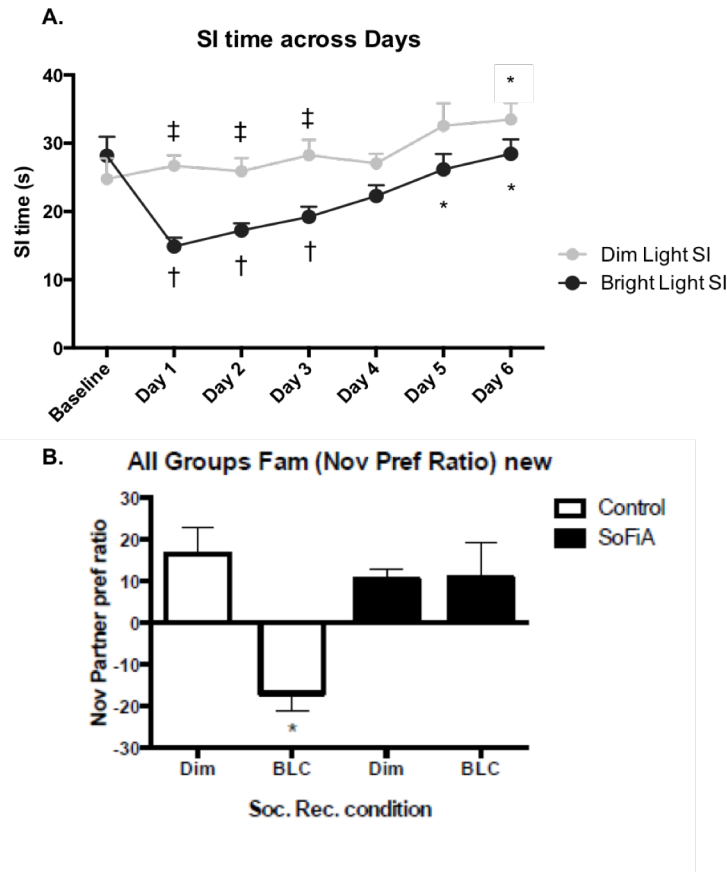 A.
SI time across Days
SI time (s)
40
30
20
10
0
‡ ‡ ‡ *
† † † * *
Baseline Day 1 Day 2 Day 3 Day 4 Day 5 Day 6
Dim Light SI
Bright Light SI
B.
All Groups Fam (Nov Pref Ratio) new
Nov Partner pref ratio
30
20
10
0
-10
-20
-30
*
Dim BLC Dim BLC
Soc. Rec. condition
Control
SoFiA